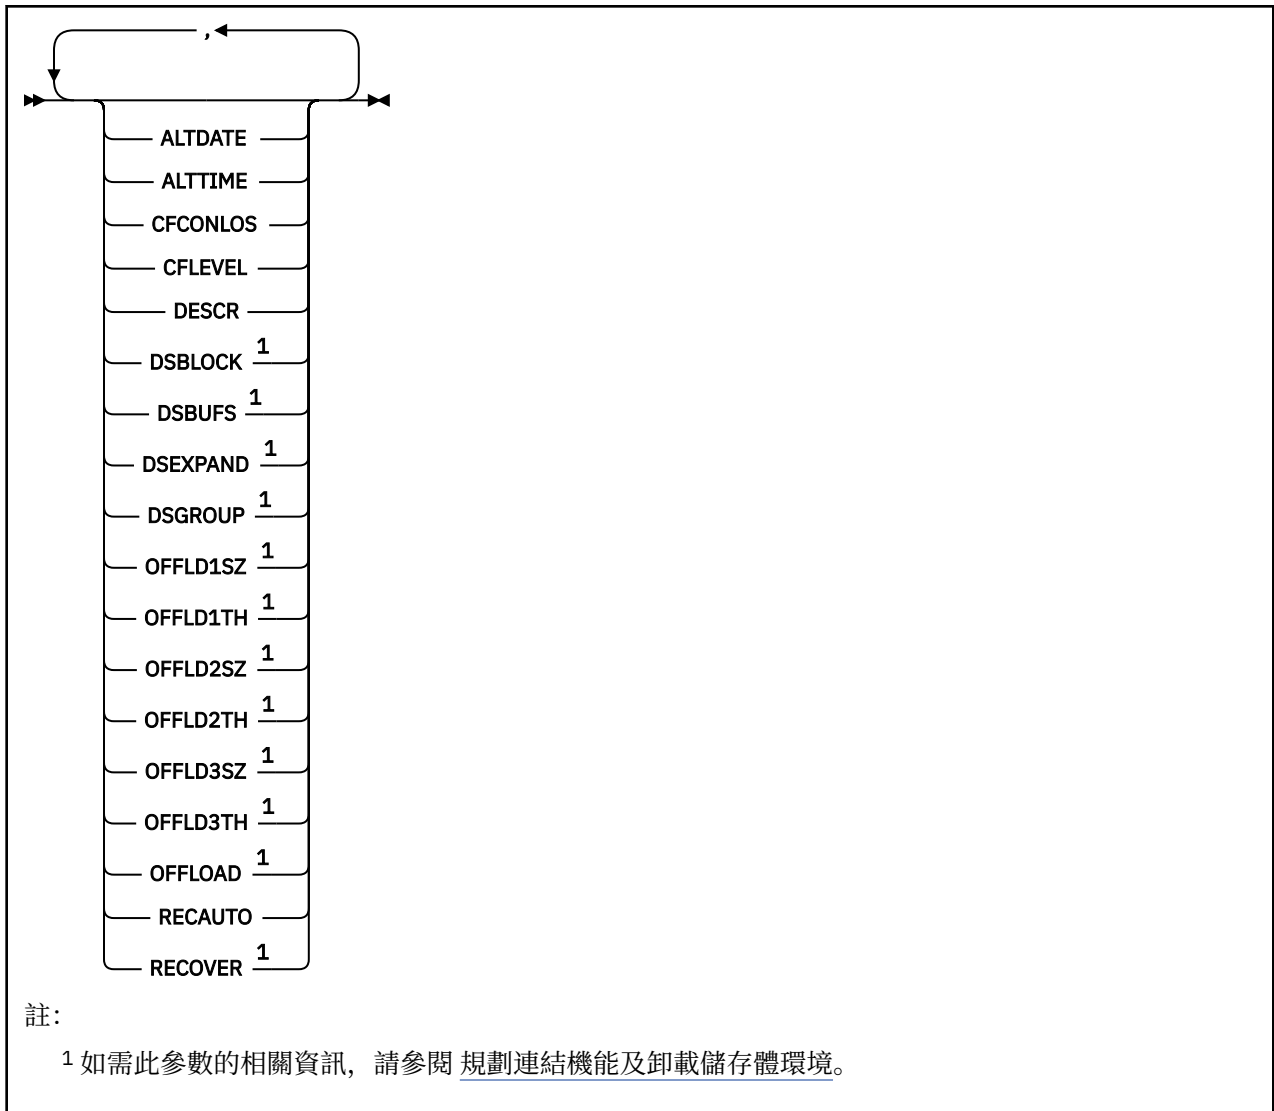 ,
ALTDATE
ALTTIME
CFCONLOS
CFLEVEL
DESCR
DSBLOCK 1
DSBUFS 1
DSEXPAND 1
DSGROUP 1
OFFLD1SZ 1
OFFLD1TH 1
OFFLD2SZ 1
OFFLD2TH 1
OFFLD3SZ 1
OFFLD3TH 1
OFFLOAD 1
RECAUTO
RECOVER 1
註：
1 如需此參數的相關資訊，請參閱 規劃連結機能及卸載儲存體環境。